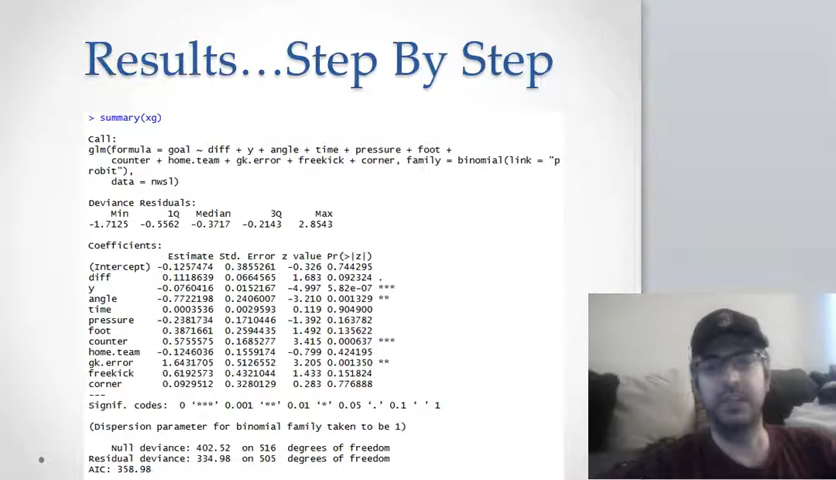 Results…Step By Step
> summary(xg)
Call:
glm(formula = goal ~ diff + y + angle + time + pressure + foot +
counter + home.team + gk.error + freekick + corner, family = binomial(link = "p
robit"),
data = nwsl)
Deviance Residuals:
Min 1Q Median 3Q Max
-1.7125 -0.5562 -0.3717 -0.2143 2.8543
Coefficients:
Estimate Std. Error z value Pr(>|z|)
(Intercept) -0.1257474 0.3855261 -0.326 0.744295
diff 0.1118639 0.0664565 1.683 0.092324 .
y -0.0760416 0.0152167 -4.997 5.82e-07 ***
angle -0.7722198 0.2406007 -3.210 0.001329 **
time 0.0003536 0.0029593 0.119 0.904900
pressure -0.2381734 0.1710446 -1.392 0.163782
foot 0.3871661 0.2594435 1.492 0.135622
counter 0.5755575 0.1685277 3.415 0.000637 ***
home.team -0.1246036 0.1559174 -0.799 0.424195
gk.error 1.6431705 0.5126552 3.205 0.001350 **
freekick 0.6192573 0.4321044 1.433 0.151824
corner 0.0929512 0.3280129 0.283 0.776888
---
Signif. codes: 0 ‘***’ 0.001 ‘**’ 0.01 ‘*’ 0.05 ‘.’ 0.1 ‘ ’ 1
(Dispersion parameter for binomial family taken to be 1)
Null deviance: 402.52 on 516 degrees of freedom
Residual deviance: 334.98 on 505 degrees of freedom
AIC: 358.98